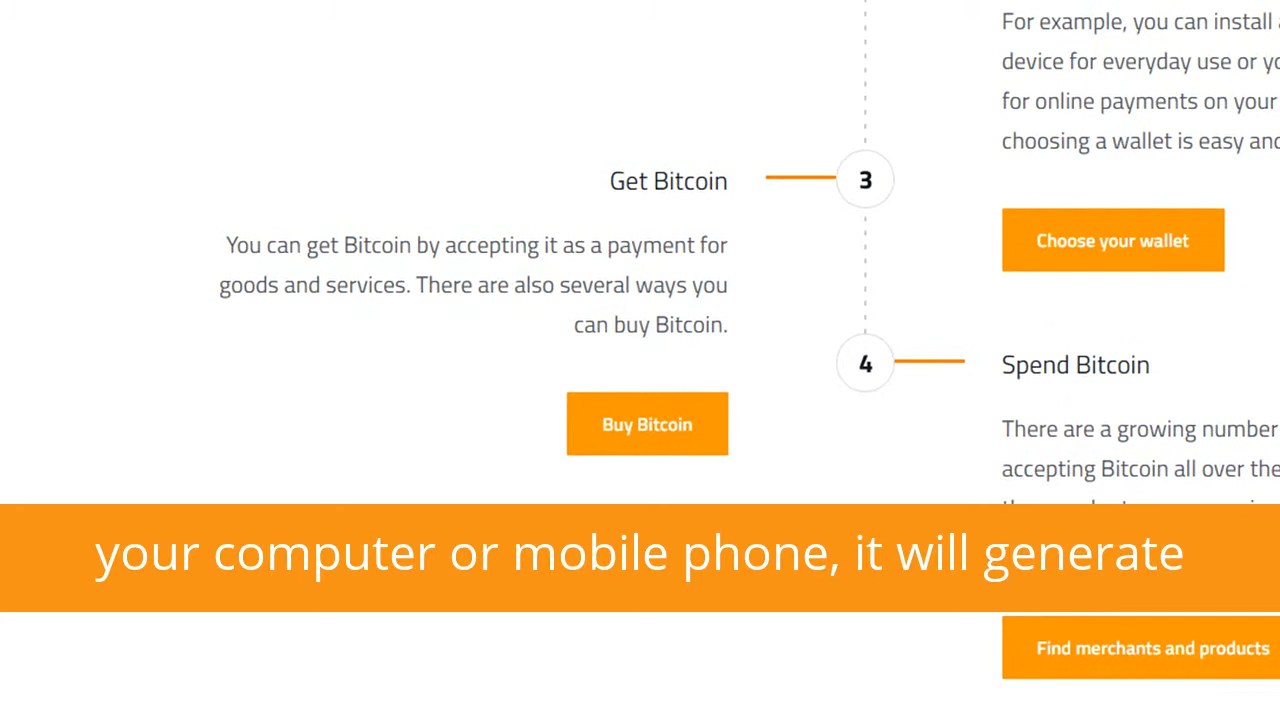 For example, you can install
device for everyday use or
for online payments on your
choosing a wallet is easy
Choose your wallet
Get Bitcoin
3
You can get Bitcoin by accepting it as a payment for
goods and services. There are also several ways you
can buy Bitcoin.
Buy Bitcoin
4
Spend Bitcoin
There are a growing number
accepting Bitcoin all over the
your computer or mobile phone, it will generate
Find merchants and products